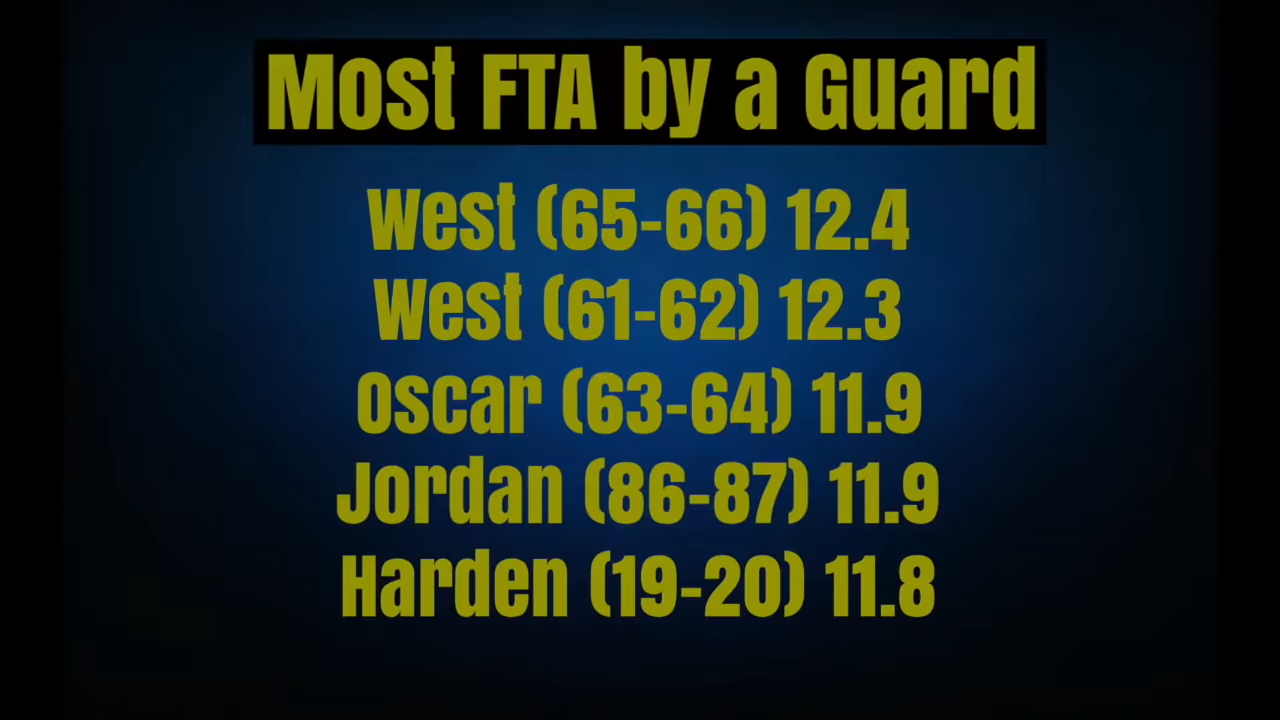 Most FTA by a Guard
West (65-66) 12.4
West (61-62) 12.3
Oscar (63-64) 11.9
Jordan (86-87) 11.9
Harden (19-20) 11.8